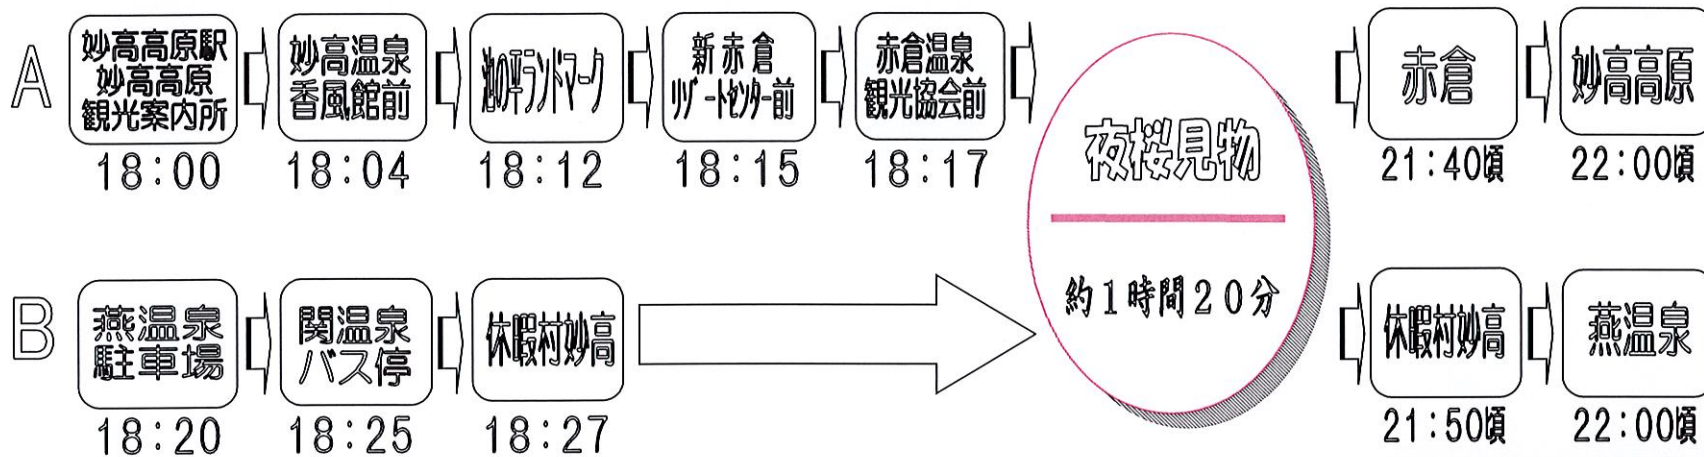 A
妙高高原駅
妙高高原
観光案内所
18:00
妙高温泉
香風館前
18:04
池の平ランドマーク
18:12
新赤倉
リゾートセンター前
18:15
赤倉温泉
観光協会前
18:17
夜桜見物
約1時間20分
赤倉
21:40頃
妙高高原
22:00頃
B
燕温泉
駐車場
18:20
関温泉
バス停
18:25
休暇村妙高
18:27
休暇村妙高
21:50頃
燕温泉
22:00頃